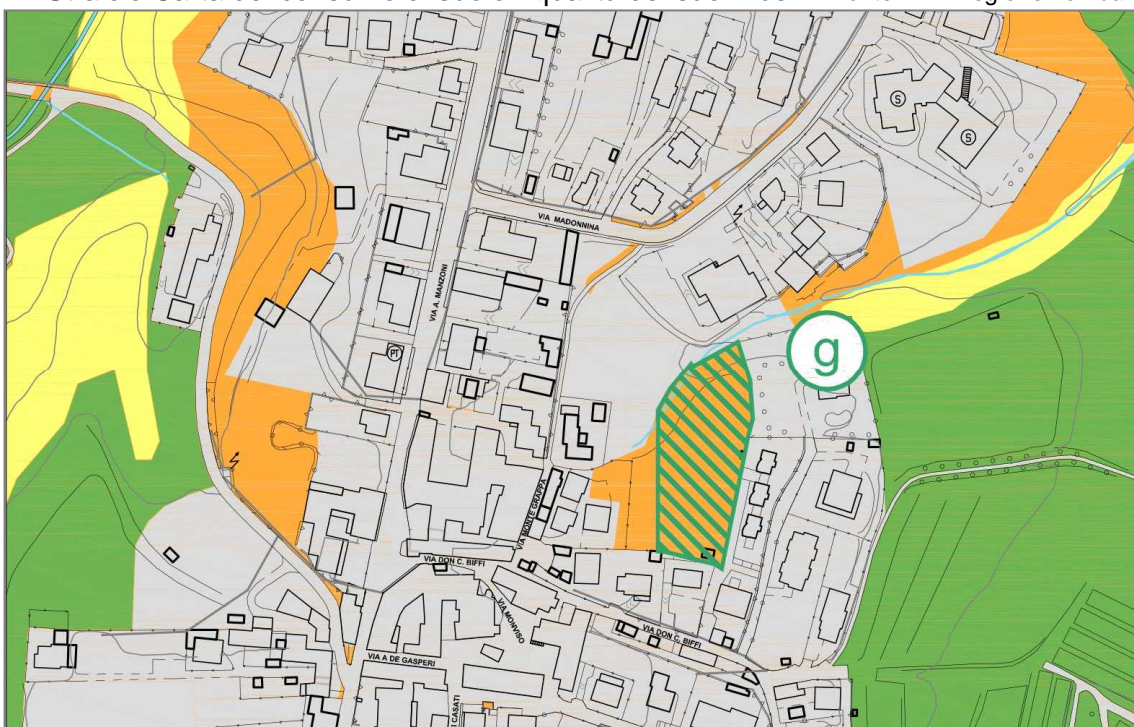 VIA MADONNINA
VIA A. MANZONI
PT
S
S
g
VIA MONTE GRAPPA
VIA DON C. BIFFI
VIA MONVISO
VIA DON C. BIFFI
VIA A DE GASPERI
CASATI